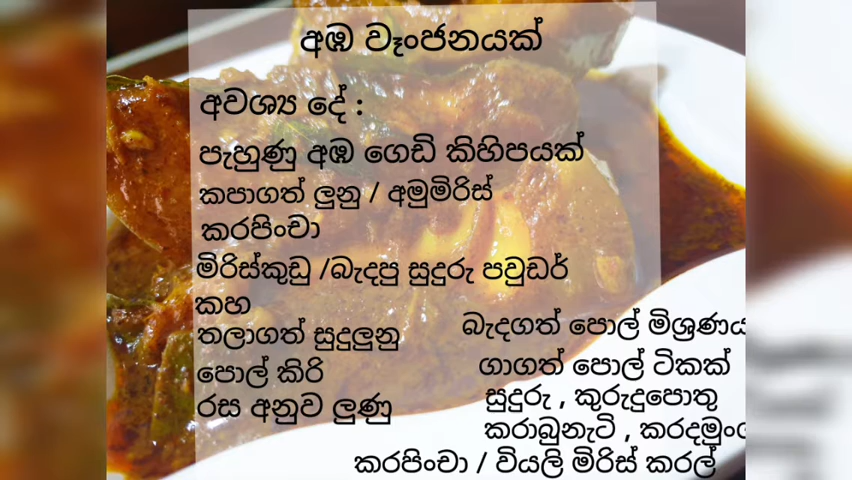 අඹ වෑංජනයක්
අවශ්‍ය දේ :
පැහුණු අඹ ගෙඩි කිහිපයක්
කපාගත් ලූනු / අමුමිරිස්
කරපිංචා
මිරිස්කුඩු /බැදපු සුදුරු පවුඩර්
කහ
තලාගත් සුදුලූනු
පොල් කිරි
රස අනුව ලුණු
බැදගත් පොල් මිශ්‍රණය
ගාගත් පොල් ටිකක්
සුදුරු , කුරුදුපොතු
කරාබුනැටි ,
කරපිංචා / වියලි මිරිස් කරල්